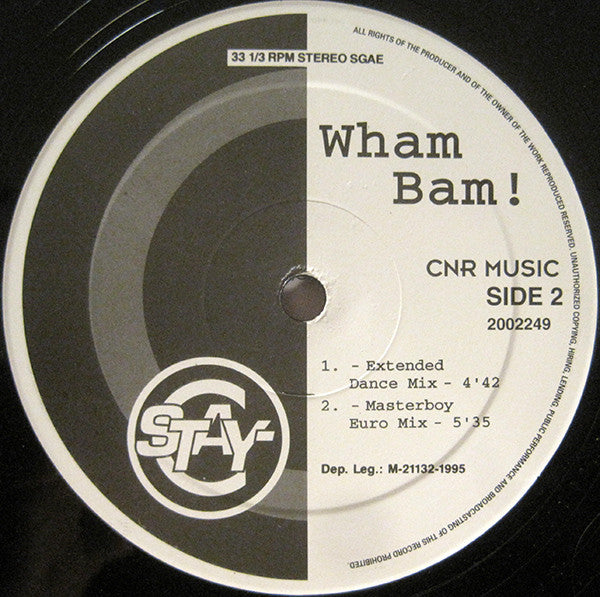 33 1/3 RPM STEREO SGAE
ALL RIGHTS OF THE PRODUCER AND OF THE OWNER OF THE WORK REPRODUCED RESERVED. UNAUTHORIZED COPYING, HIRING, LENDING, PUBLIC PERFORMANCE AND BROADCASTING OF THIS RECORD PROHIBITED.
Wham
Bam!
CNR MUSIC
SIDE 2
2002249
1. - Extended
Dance Mix - 4'42
2. - Masterboy
Euro Mix - 5'35
STAY-C
Dep. Leg.: M-21132-1995